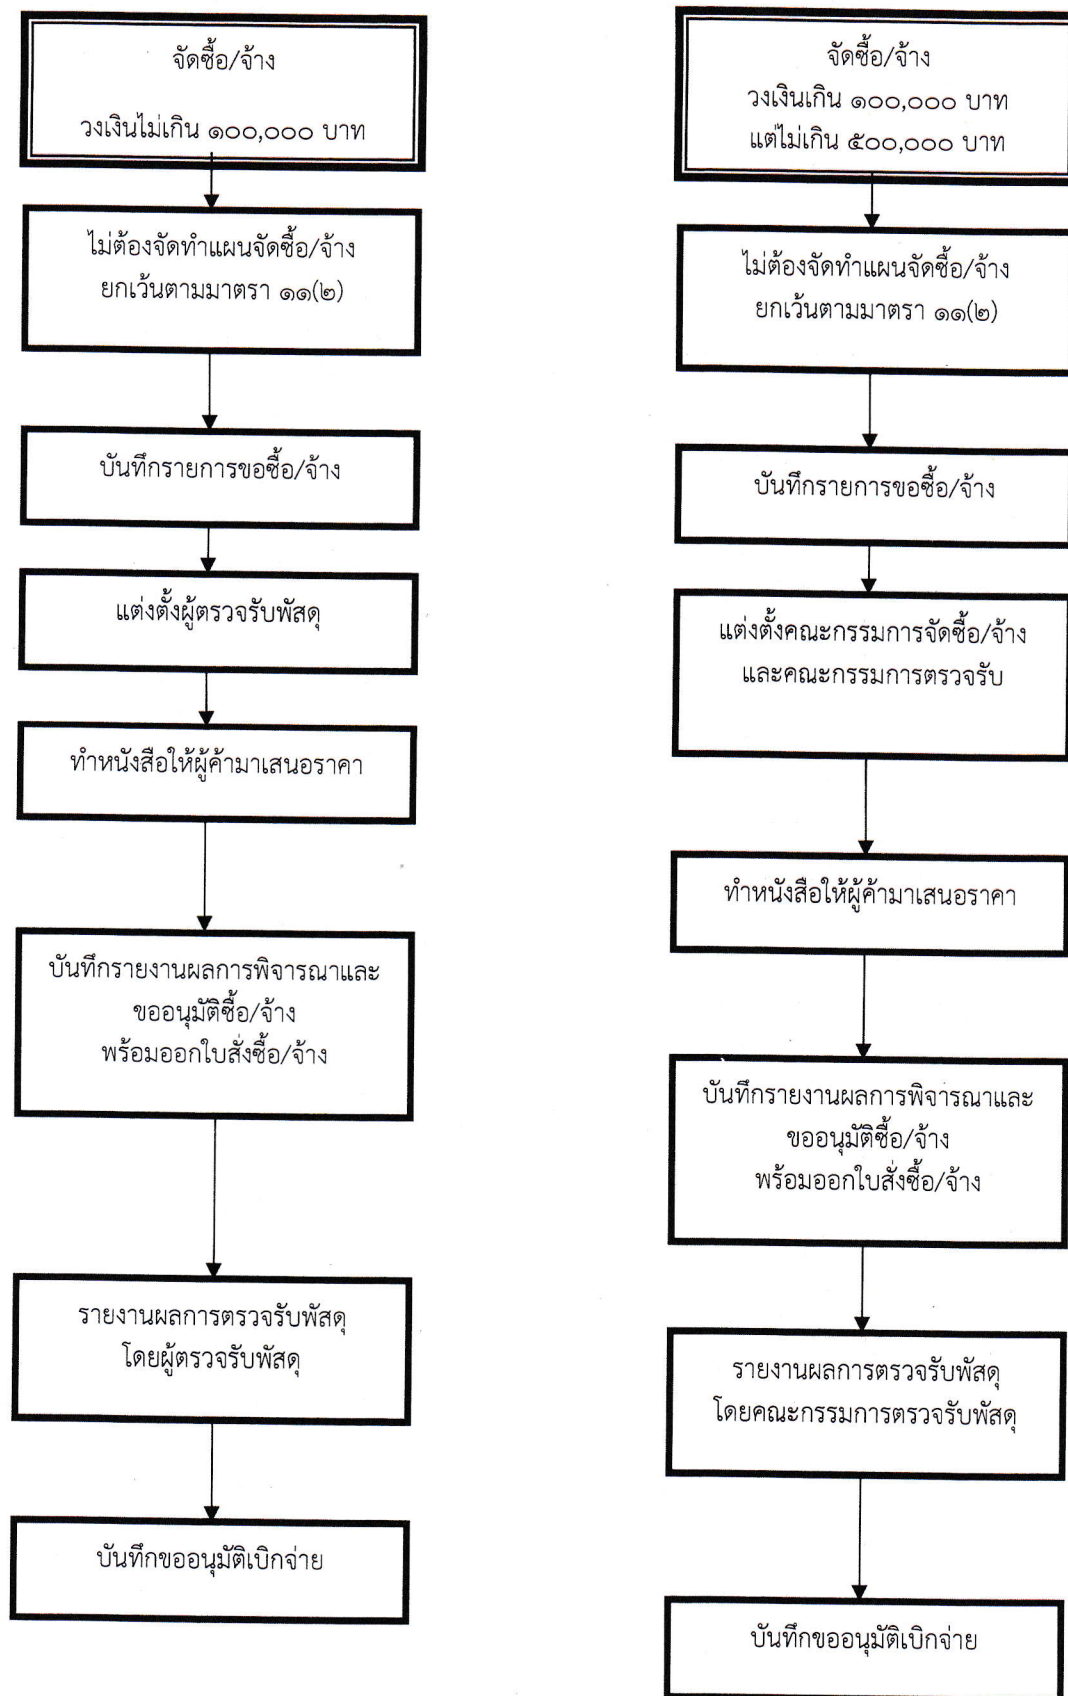 จัดซื้อ/จ้าง
วงเงินไม่เกิน ๑๐๐,๐๐๐ บาท
ไม่ต้องจัดทำแผนจัดซื้อ/จ้าง
ยกเว้นตามมาตรา ๑๑(๒)
บันทึกรายการขอซื้อ/จ้าง
แต่งตั้งผู้ตรวจรับพัสดุ
ทำหนังสือให้ผู้ค้ามาเสนอราคา
บันทึกรายงานผลการพิจารณาและ
ขออนุมัติซื้อ/จ้าง
พร้อมออกใบสั่งซื้อ/จ้าง
รายงานผลการตรวจรับพัสดุ
โดยผู้ตรวจรับพัสดุ
บันทึกขออนุมัติเบิกจ่าย
จัดซื้อ/จ้าง
วงเงินเกิน ๑๐๐,๐๐๐ บาท
แต่ไม่เกิน ๕๐๐,๐๐๐ บาท
ไม่ต้องจัดทำแผนจัดซื้อ/จ้าง
ยกเว้นตามมาตรา ๑๑(๒)
บันทึกรายการขอซื้อ/จ้าง
แต่งตั้งคณะกรรมการจัดซื้อ/จ้าง
และคณะกรรมการตรวจรับ
ทำหนังสือให้ผู้ค้ามาเสนอราคา
บันทึกรายงานผลการพิจารณาและ
ขออนุมัติซื้อ/จ้าง
พร้อมออกใบสั่งซื้อ/จ้าง
รายงานผลการตรวจรับพัสดุ
โดยคณะกรรมการตรวจรับพัสดุ
บันทึกขออนุมัติเบิกจ่าย